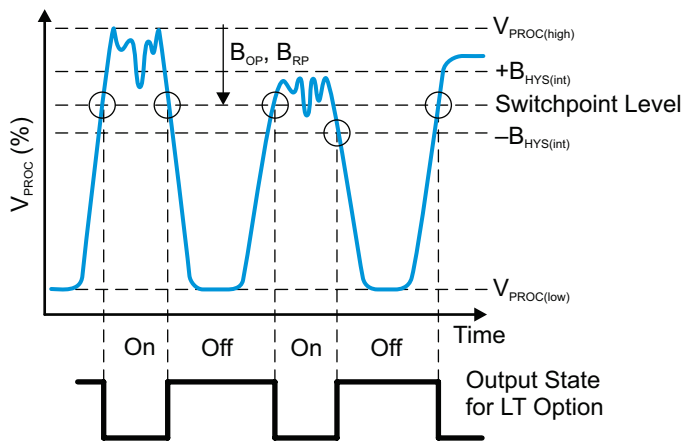 V_PROC(high)
B_OP, B_RP
+B_HYS(int)
Switchpoint Level
–B_HYS(int)
V_PROC (%)
V_PROC(low)
Time
On Off On Off
Output State
for LT Option